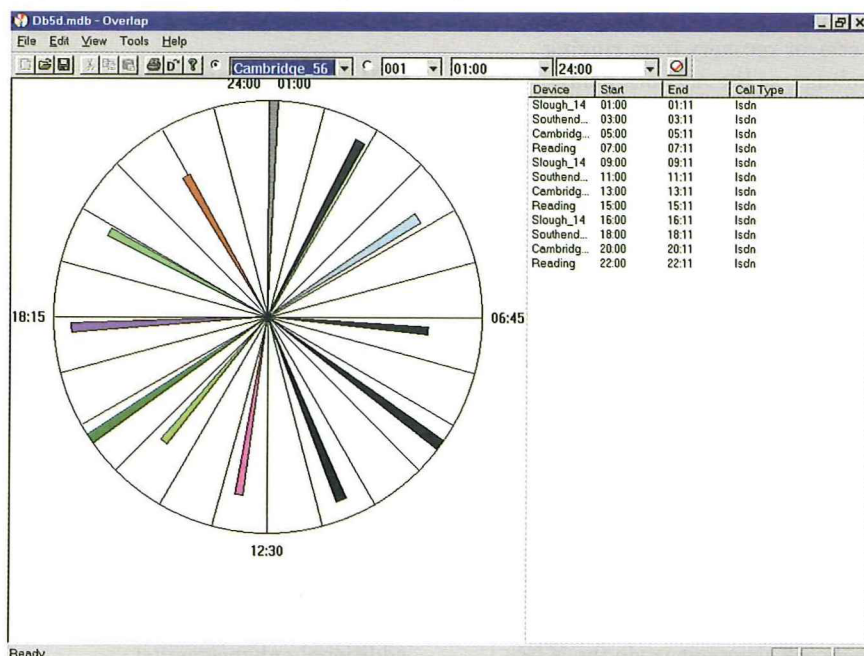 Db5d.mdb - Overlap
File Edit View Tools Help
Cambridge_56 001 01:00 24:00
24:00 01:00
06:45
12:30
18:15
Device Start End Call Type
Slough_14 01:00 01:11 Isdn
Southend... 03:00 03:11 Isdn
Cambridg... 05:00 05:11 Isdn
Reading 07:00 07:11 Isdn
Slough_14 09:00 09:11 Isdn
Southend... 11:00 11:11 Isdn
Cambridg... 13:00 13:11 Isdn
Reading 15:00 15:11 Isdn
Slough_14 16:00 16:11 Isdn
Southend... 18:00 18:11 Isdn
Cambridg... 20:00 20:11 Isdn
Reading 22:00 22:11 Isdn
Ready